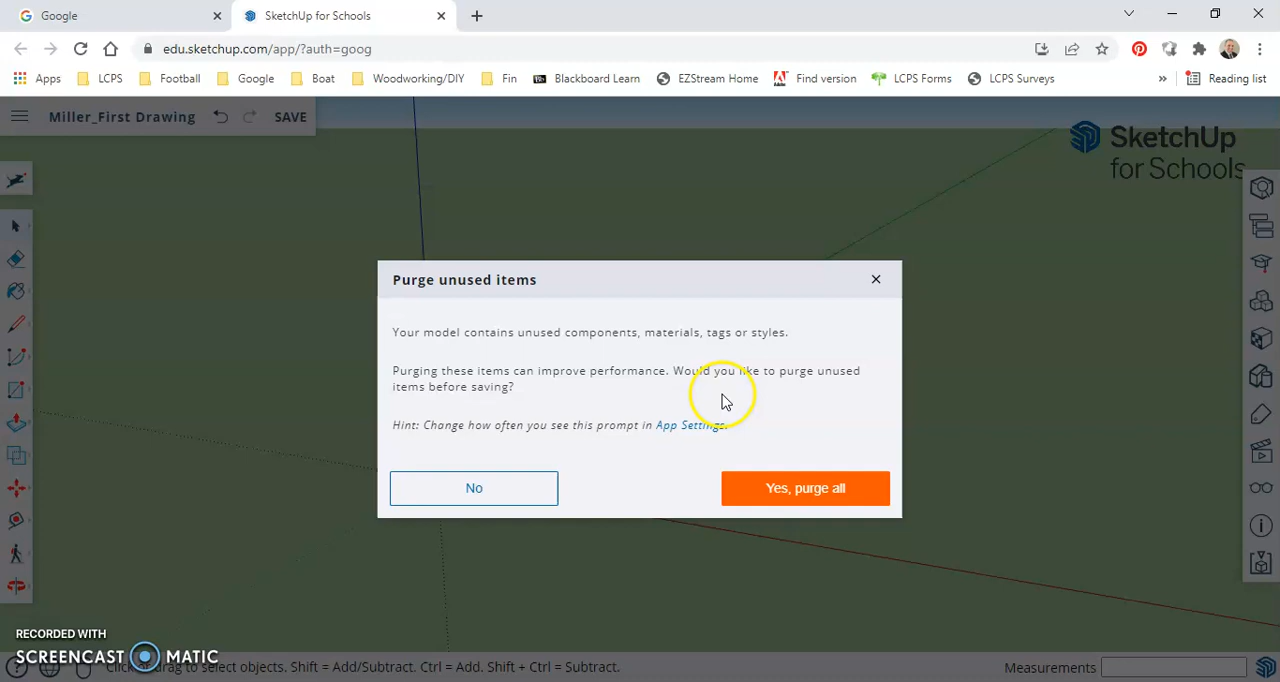 Google
SketchUp for Schools
edu.sketchup.com/app/?auth=goog
Apps LCPS Football Google Boat Woodworking/DIY Fin Blackboard Learn EZStream Home Find version LCPS Forms LCPS Surveys » Reading list
Miller_First Drawing SAVE
SketchUp
for Schools
Purge unused items
Your model contains unused components, materials, tags or styles.
Purging these items can improve performance. Would you like to purge unused
items before saving?
Hint: Change how often you see this prompt in App Settings.
No Yes, purge all
RECORDED WITH
SCREENCAST MATIC
Click or drag to select objects. Shift = Add/Subtract. Ctrl = Add. Shift + Ctrl = Subtract. Measurements